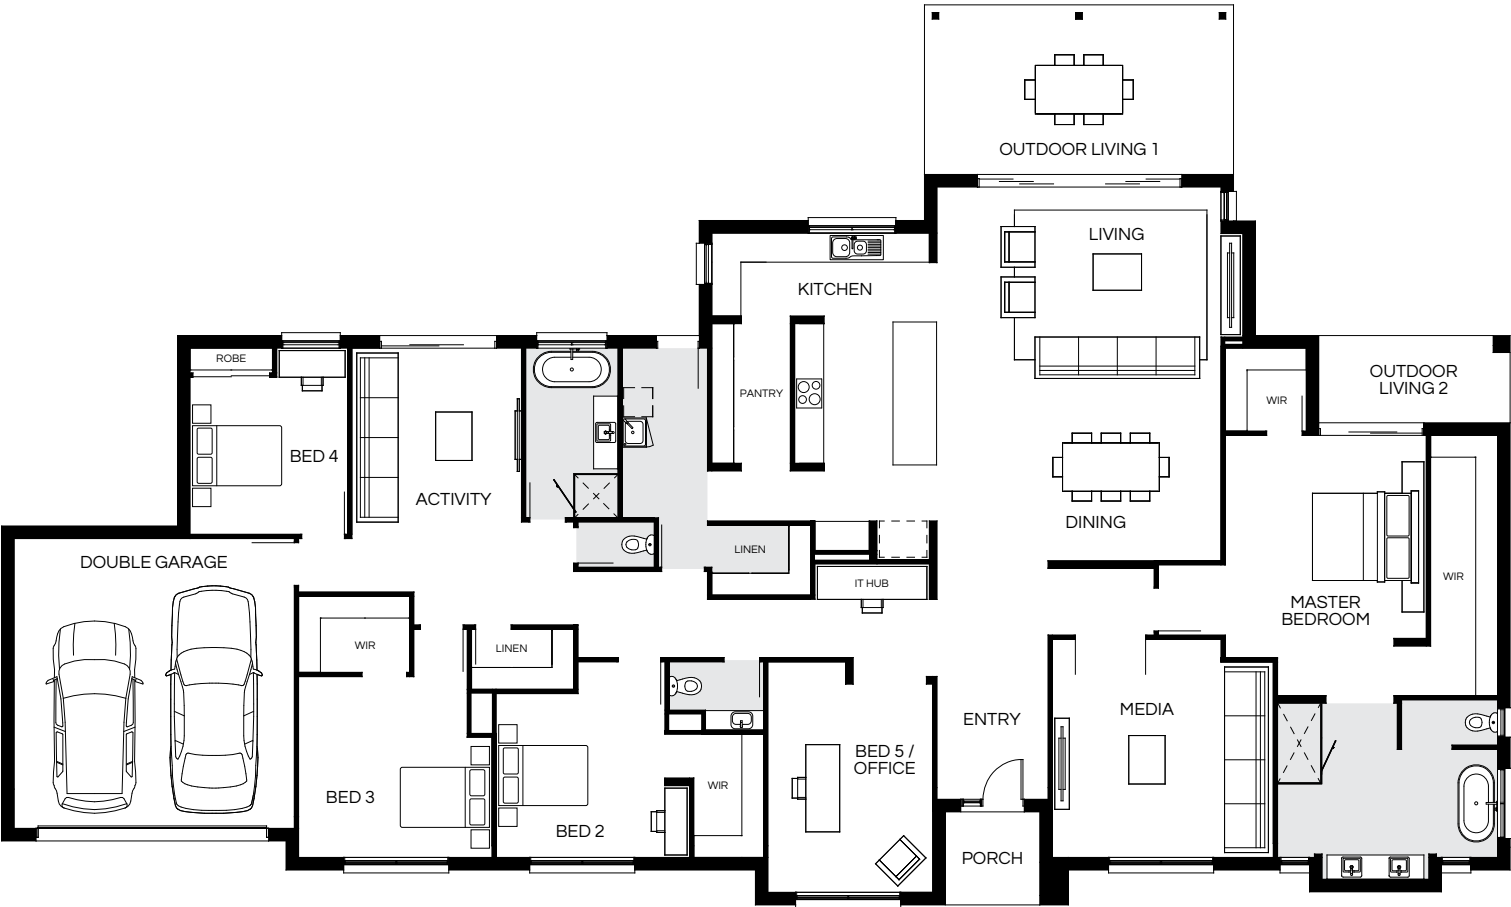 OUTDOOR LIVING 1
LIVING
KITCHEN
ROBE
PANTRY
OUTDOOR
LIVING 2
WIR
BED 4
ACTIVITY
DINING
DOUBLE GARAGE
LINEN
IT HUB
WIR
MASTER
BEDROOM
WIR
LINEN
ENTRY
MEDIA
BED 5 /
OFFICE
WIR
BED 3
BED 2
PORCH